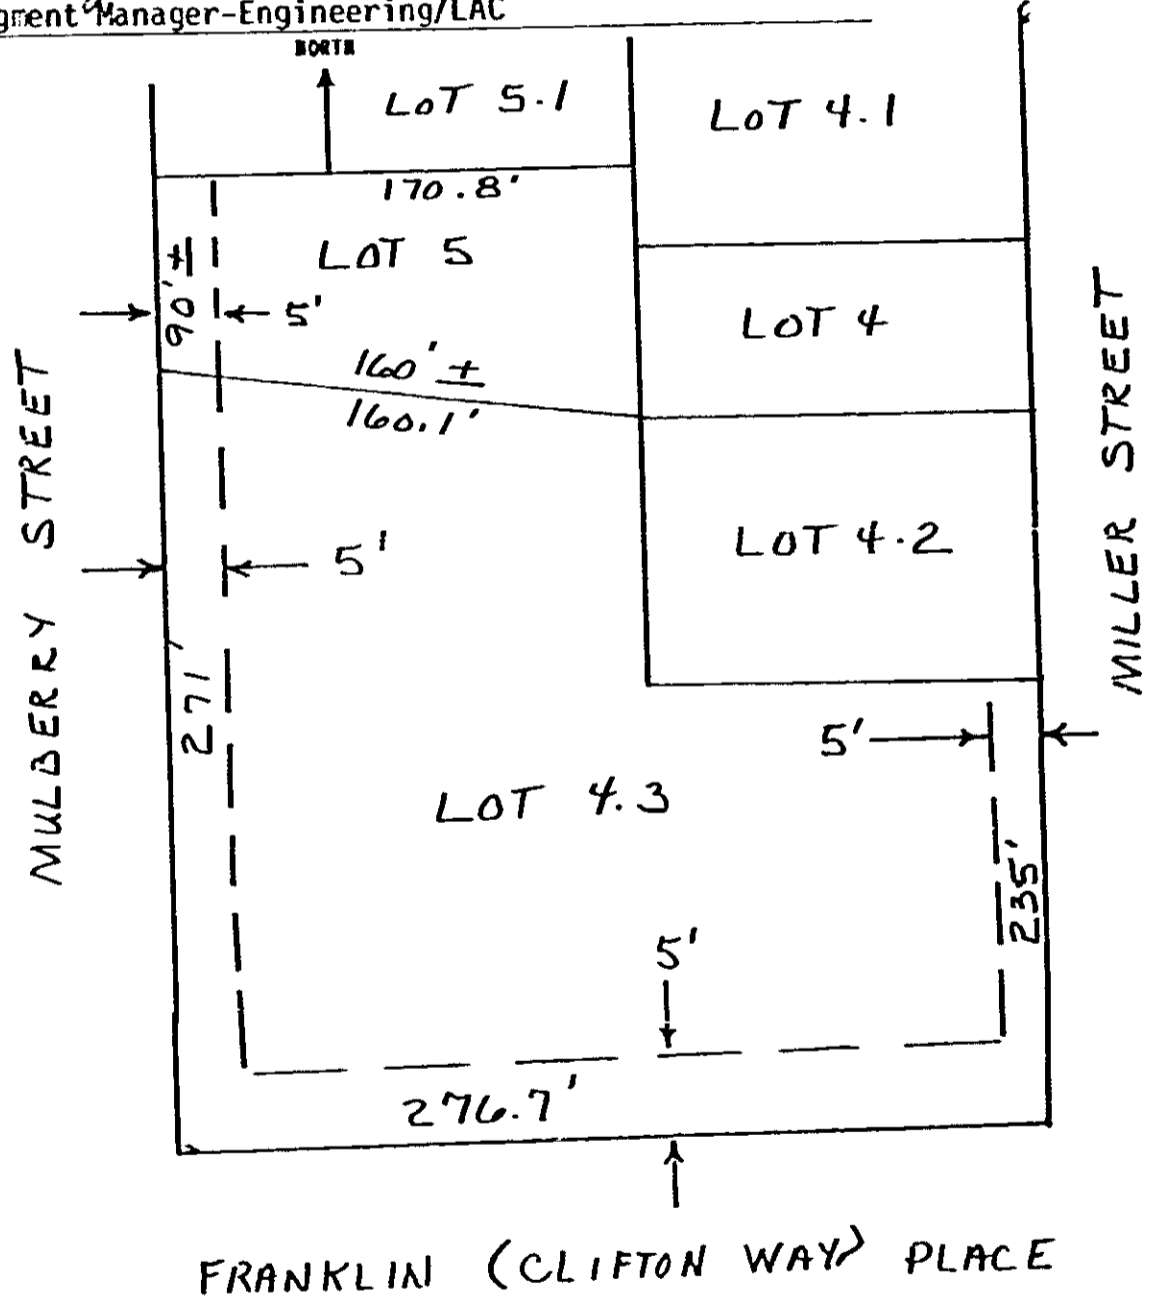 gment Manager-Engineering/LAC
NORTH
LOT 5.1
LOT 4.1
170.8'
LOT 5
90' ±
5'
LOT 4
160' ±
160.1'
MULBERRY STREET
MILLER STREET
5'
LOT 4.2
271'
5'
LOT 4.3
235'
5'
276.7'
FRANKLIN (CLIFTON WAY) PLACE